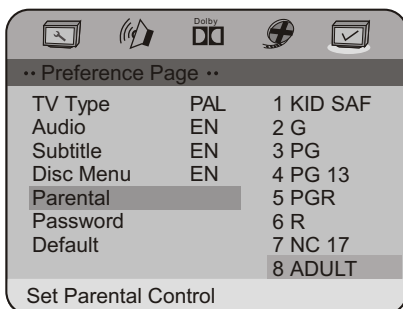 Dolby
•• Preference Page ••
TV Type PAL 1 KID SAF
Audio EN 2 G
Subtitle EN 3 PG
Disc Menu EN 4 PG 13
Parental 5 PGR
Password 6 R
Default 7 NC 17
8 ADULT
Set Parental Control